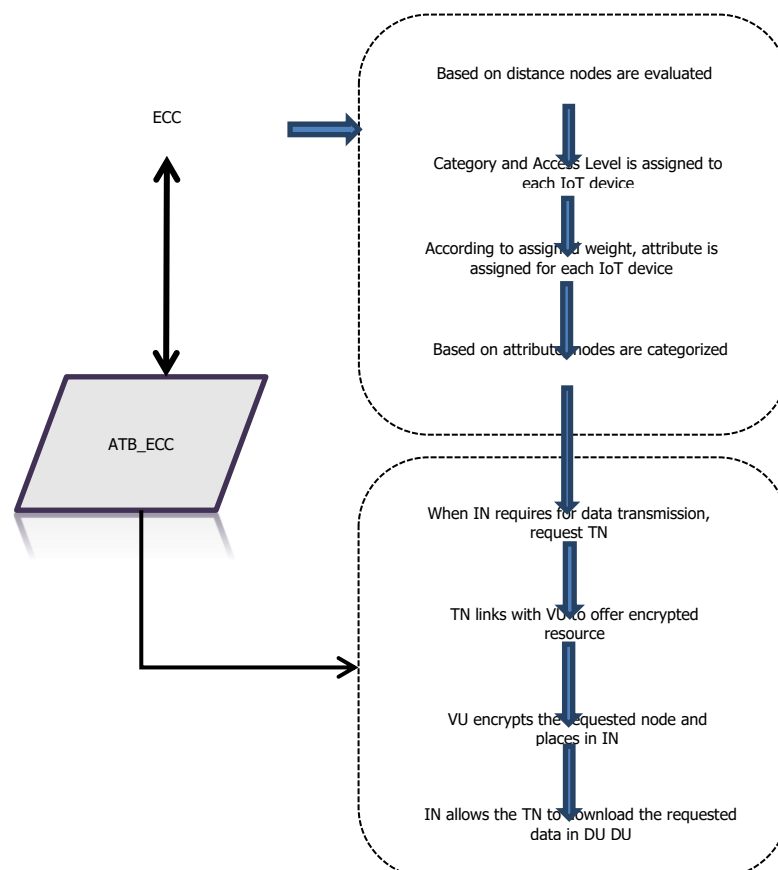 Based on distance nodes are evaluated
ECC
Category and Access Level is assigned to
each IoT device
According to assigned weight, attribute is
assigned for each IoT device
Based on attribute nodes are categorized
ATB_ECC
When IN requires for data transmission,
request TN
TN links with VU to offer encrypted
resource
VU encrypts the requested node and
places in IN
IN allows the TN to download the requested
data in DU DU